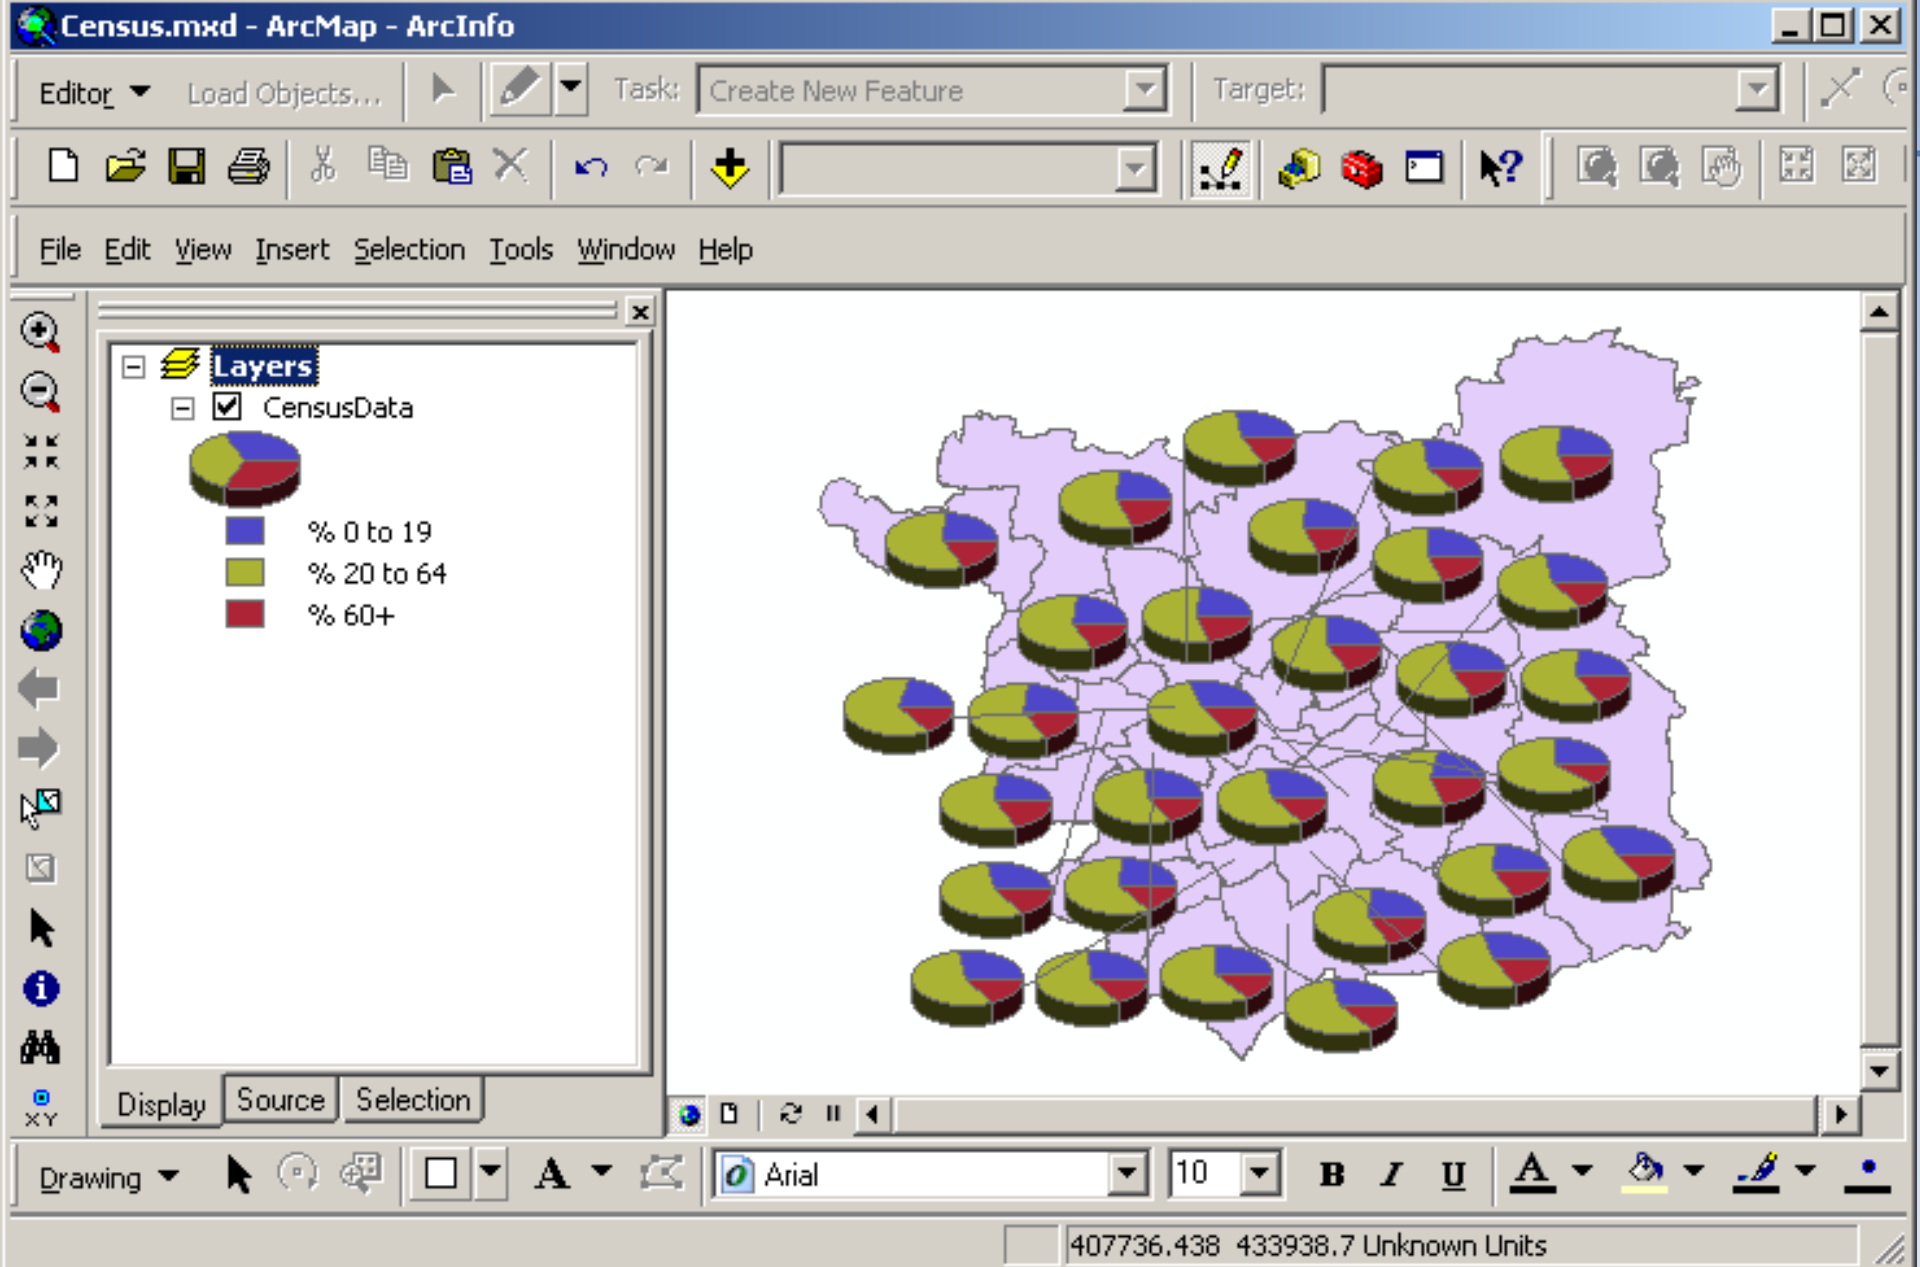 Census.mxd - ArcMap - ArcInfo
Editor Load Objects... Task: Create New Feature Target:
File Edit View Insert Selection Tools Window Help
Layers
CensusData
% 0 to 19
% 20 to 64
% 60+
Display Source Selection
Drawing A Arial 10 B I U A
407736.438 433938.7 Unknown Units